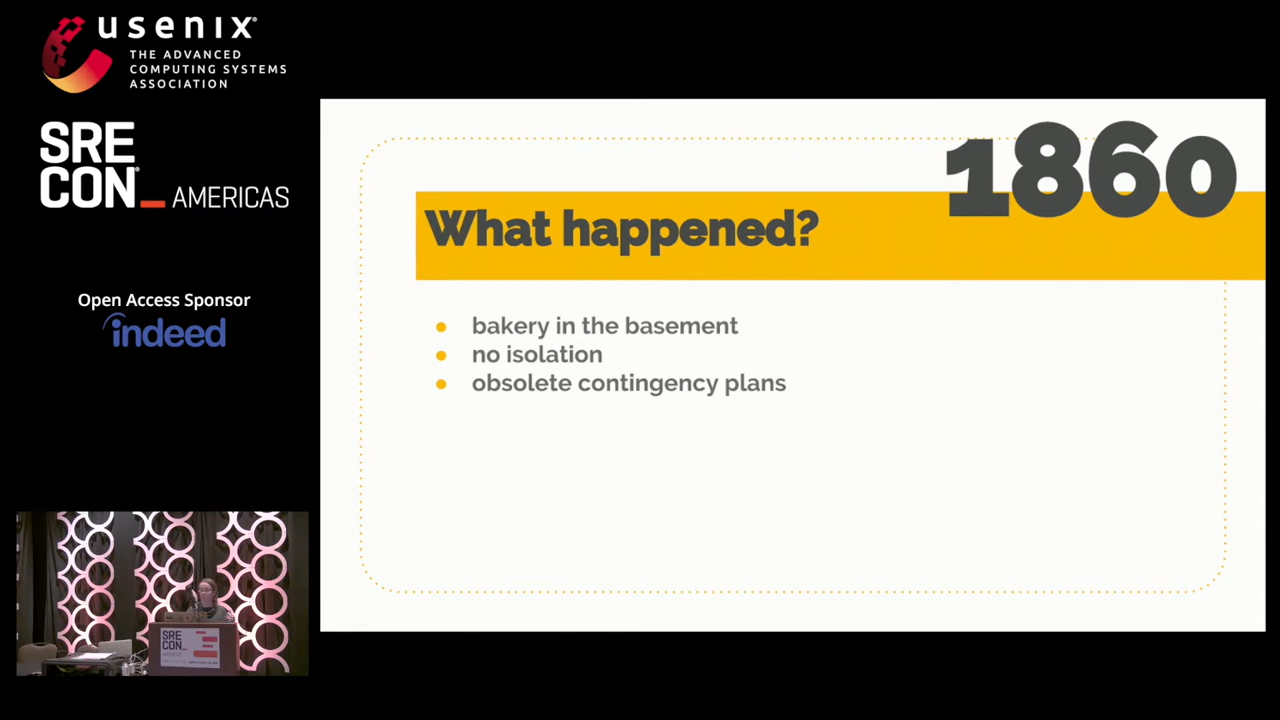 usenix
THE ADVANCED
COMPUTING SYSTEMS
ASSOCIATION
SRE
CON
AMERICAS
Open Access Sponsor
indeed
1860
What happened?
bakery in the basement
no isolation
obsolete contingency plans
SRE
CON